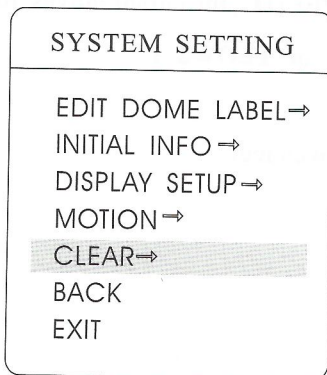 SYSTEM SETTING
EDIT DOME LABEL⇒
INITIAL INFO⇒
DISPLAY SETUP⇒
MOTION⇒
CLEAR⇒
BACK
EXIT